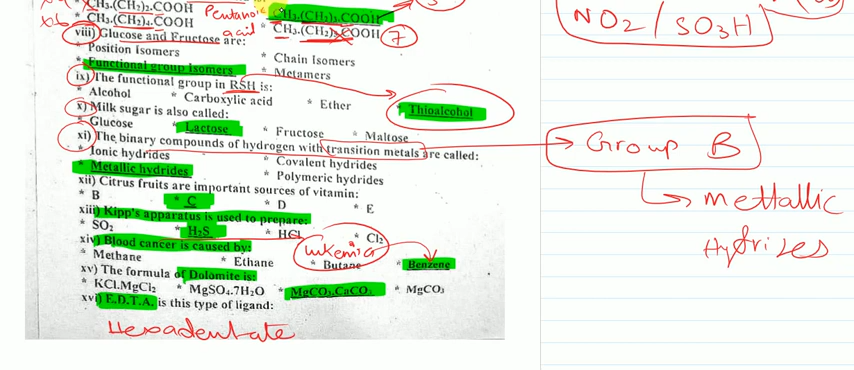 CH₃.(CH₂)₂.COOH Pentanoic CH₃.(CH₂)₃.COOH
* CH₃.(CH₂)₄.COOH acid * CH₃.(CH₂)₅COOH 7
viii) Glucose and Fructose are:
* Position Isomers * Chain Isomers
* Functional group Isomers * Metamers
ix) The functional group in RSH is:
* Alcohol * Carboxylic acid * Ether * Thioalcohol
x) Milk sugar is also called:
* Glucose * Lactose * Fructose * Maltose
xi) The binary compounds of hydrogen with transition metals are called:
* Ionic hydrides * Covalent hydrides
* Metallic hydrides * Polymeric hydrides
xii) Citrus fruits are important sources of vitamin:
* B * C * D * E
xiii) Kipp's apparatus is used to prepare:
* SO₂ * H₂S * HCl * Cl₂
xiv) Blood cancer is caused by: lukemia
* Methane * Ethane * Butane * Benzene
xv) The formula of Dolomite is:
* KCl.MgCl₂ * MgSO₄.7H₂O * MgCO₃.CaCO₃ * MgCO₃
xvi) E.D.T.A. is this type of ligand:
Hexadentate
NO2 / SO3H
Group B
mettallic
Hydrizes